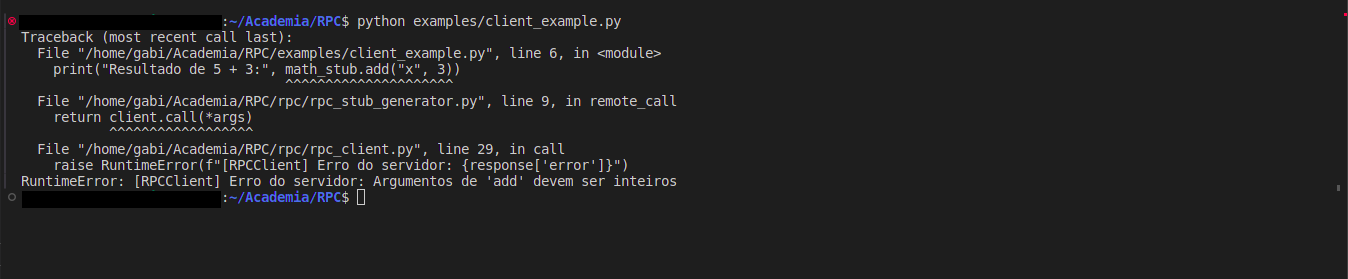 :~/Academia/RPC$ python examples/client_example.py
Traceback (most recent call last):
  File "/home/gabi/Academia/RPC/examples/client_example.py", line 6, in <module>
    print("Resultado de 5 + 3:", math_stub.add("x", 3))
                                 ^^^^^^^^^^^^^^^^^^^^^
  File "/home/gabi/Academia/RPC/rpc/rpc_stub_generator.py", line 9, in remote_call
    return client.call(*args)
           ^^^^^^^^^^^^^^^^^^
  File "/home/gabi/Academia/RPC/rpc/rpc_client.py", line 29, in call
    raise RuntimeError(f"[RPCClient] Erro do servidor: {response['error']}")
RuntimeError: [RPCClient] Erro do servidor: Argumentos de 'add' devem ser inteiros
:~/Academia/RPC$